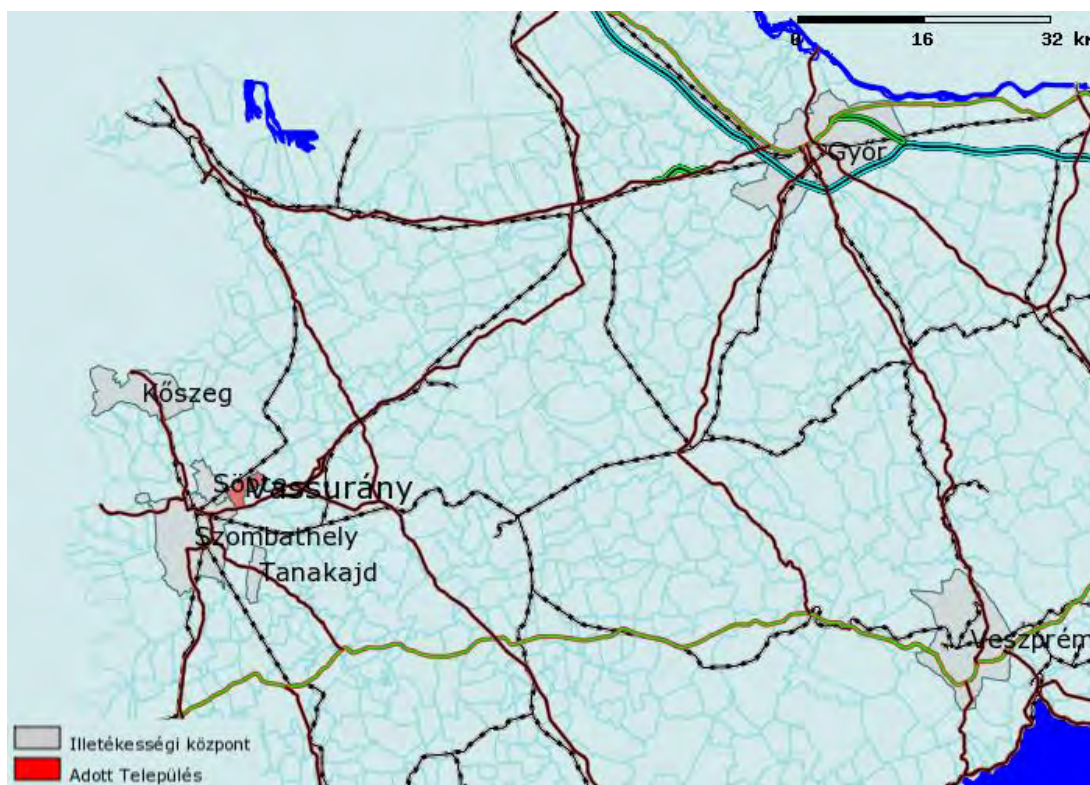 0 16 32 km
Győr
Kőszeg
Vassurány
Szombathely
Tanakajd
Veszprém
Illetékességi központ
Adott Település